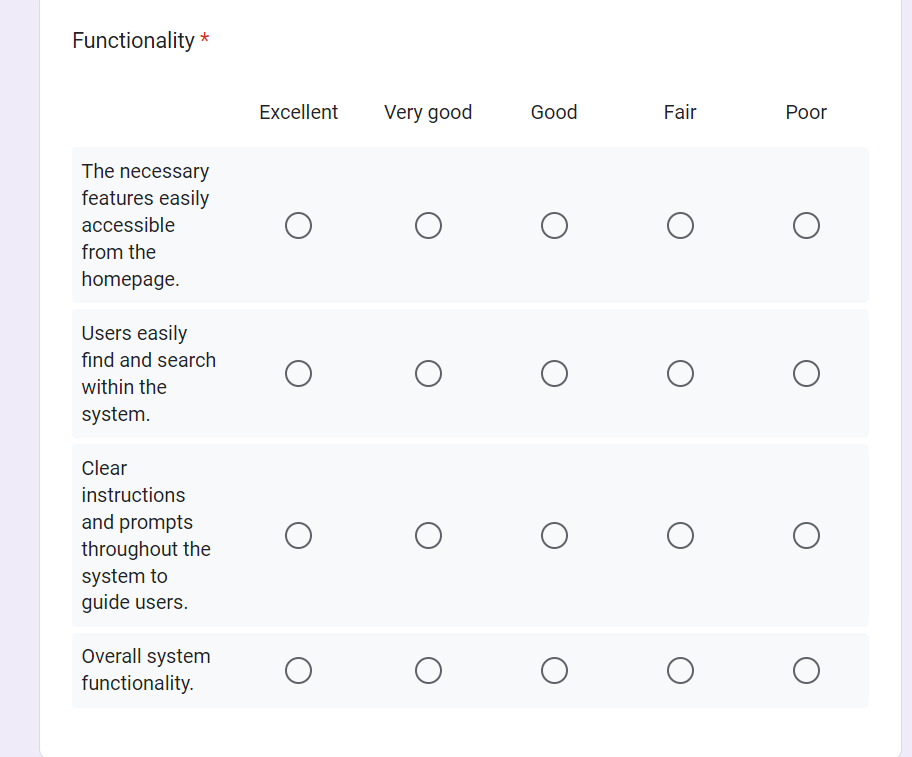 Functionality *
Excellent Very good Good Fair Poor
The necessary
features easily
accessible
from the
homepage.
Users easily
find and search
within the
system.
Clear
instructions
and prompts
throughout the
system to
guide users.
Overall system
functionality.